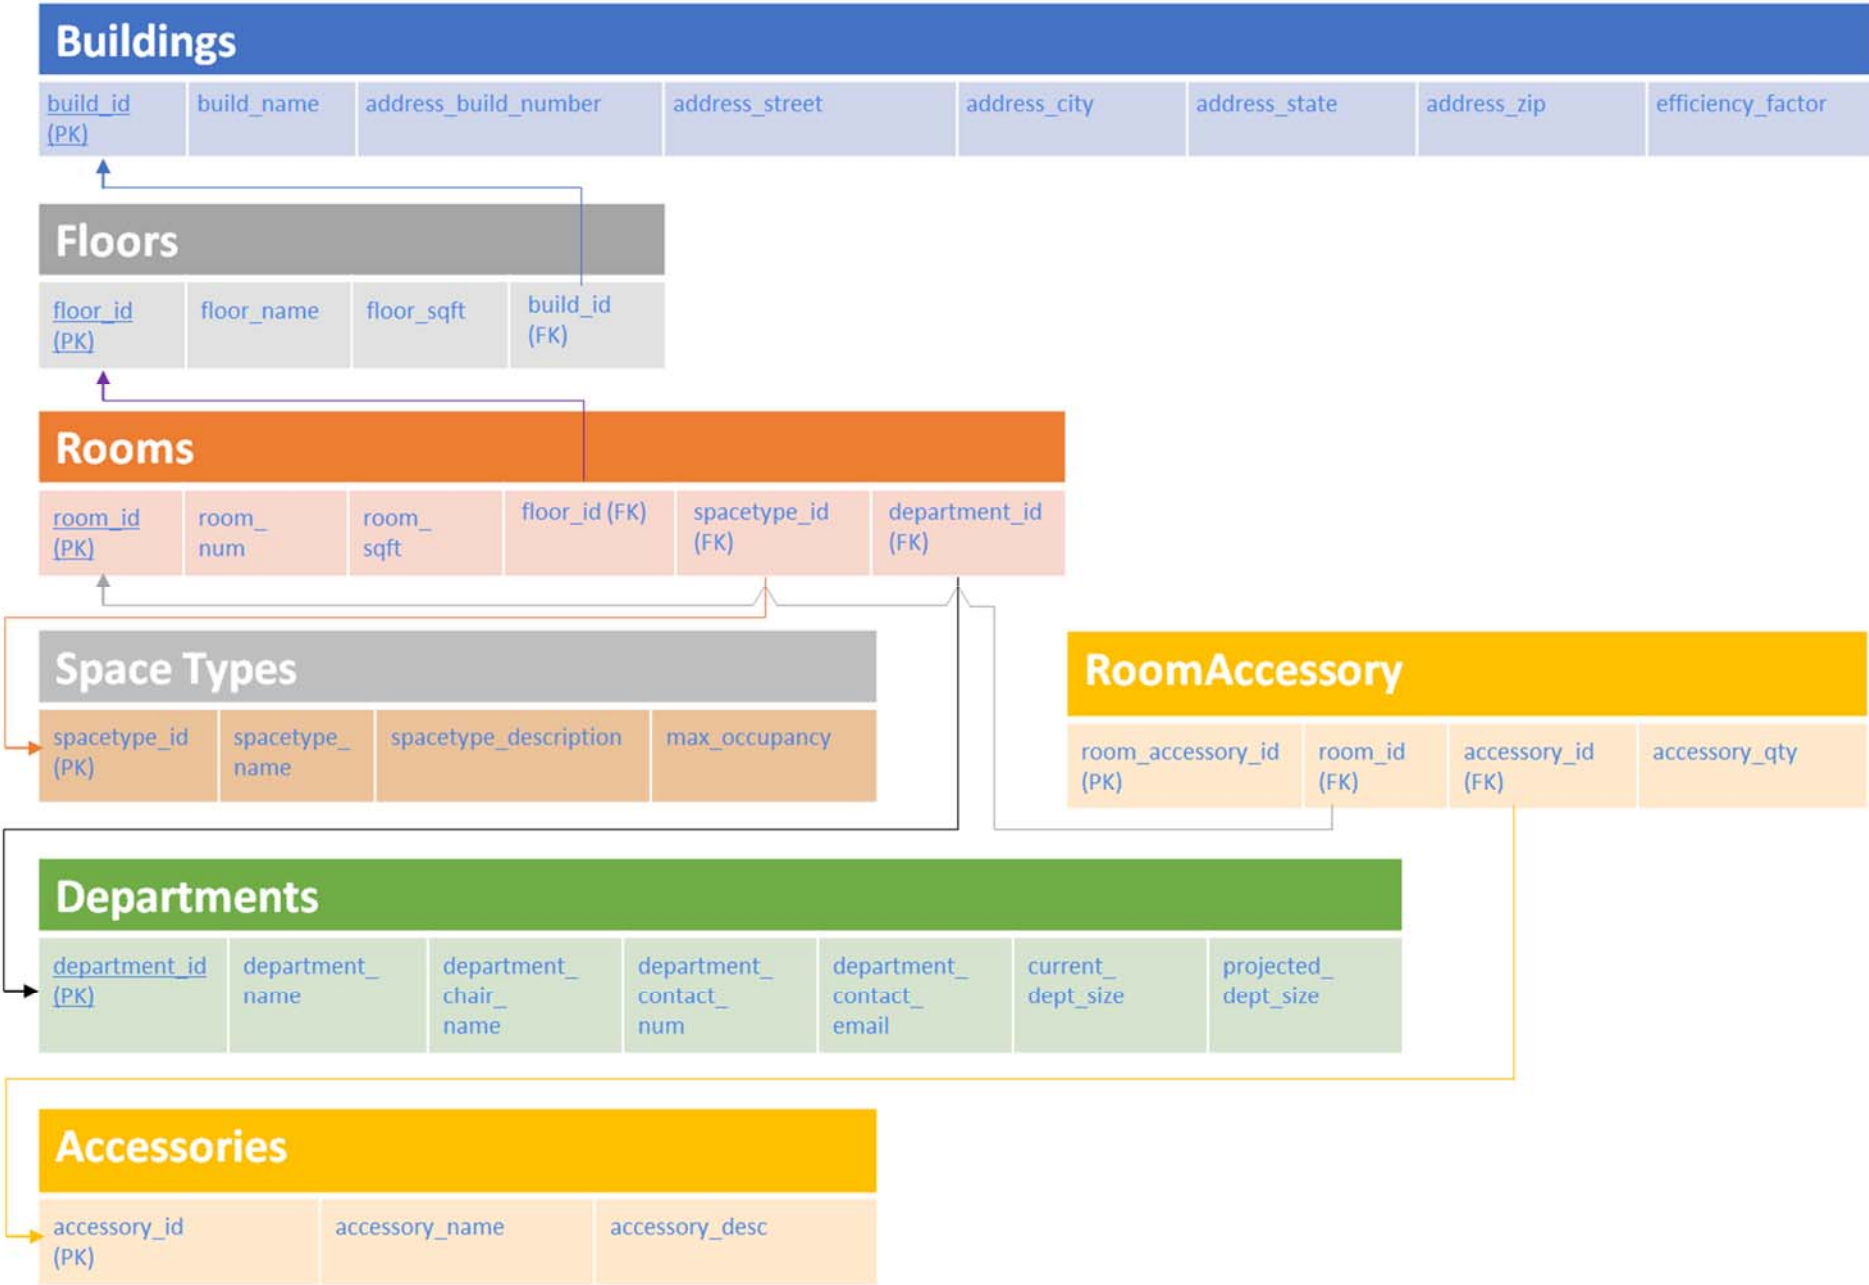 Buildings
build_id
(PK)
build_name
address_build_number
address_street
address_city
address_state
address_zip
efficiency_factor
Floors
floor_id
(PK)
floor_name
floor_sqft
build_id
(FK)
Rooms
room_id
(PK)
room_
num
room_
sqft
floor_id (FK)
spacetype_id
(FK)
department_id
(FK)
Space Types
spacetype_id
(PK)
spacetype_
name
spacetype_description
max_occupancy
RoomAccessory
room_accessory_id
(PK)
room_id
(FK)
accessory_id
(FK)
accessory_qty
Departments
department_id
(PK)
department_
name
department_
chair_
name
department_
contact_
num
department_
contact_
email
current_
dept_size
projected_
dept_size
Accessories
accessory_id
(PK)
accessory_name
accessory_desc